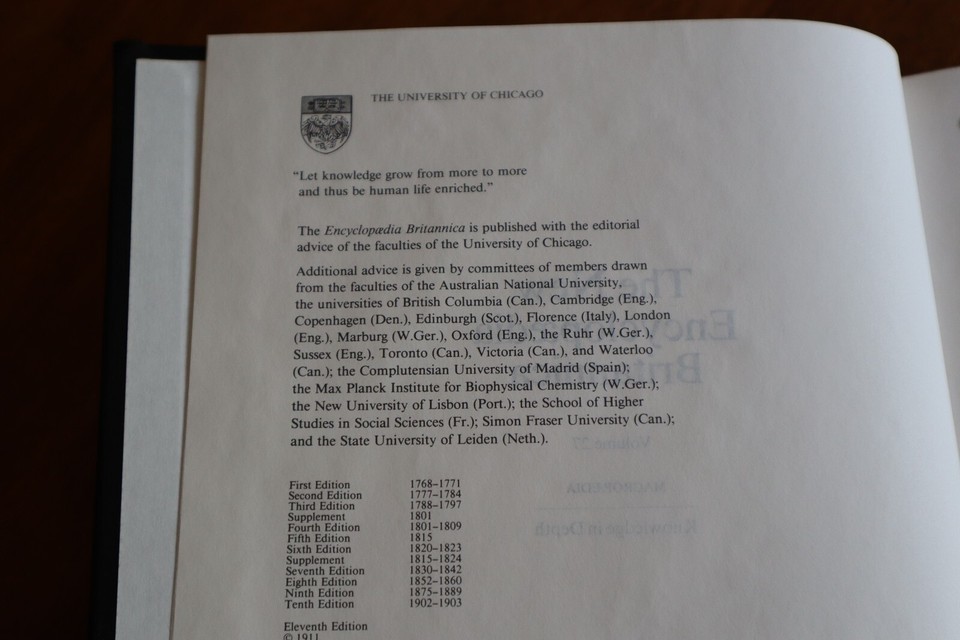 THE UNIVERSITY OF CHICAGO
“Let knowledge grow from more to more
and thus be human life enriched.”
The Encyclopædia Britannica is published with the editorial
advice of the faculties of the University of Chicago.
Additional advice is given by committees of members drawn
from the faculties of the Australian National University,
the universities of British Columbia (Can.), Cambridge (Eng.),
Copenhagen (Den.), Edinburgh (Scot.), Florence (Italy), London
(Eng.), Marburg (W.Ger.), Oxford (Eng.), the Ruhr (W.Ger.),
Sussex (Eng.), Toronto (Can.), Victoria (Can.), and Waterloo
(Can.); the Complutensian University of Madrid (Spain);
the Max Planck Institute for Biophysical Chemistry (W.Ger.);
the New University of Lisbon (Port.); the School of Higher
Studies in Social Sciences (Fr.); Simon Fraser University (Can.);
and the State University of Leiden (Neth.).
First Edition 1768–1771
Second Edition 1777–1784
Third Edition 1788–1797
Supplement 1801
Fourth Edition 1801–1809
Fifth Edition 1815
Sixth Edition 1820–1823
Supplement 1815–1824
Seventh Edition 1830–1842
Eighth Edition 1852–1860
Ninth Edition 1875–1889
Tenth Edition 1902–1903
Eleventh Edition
© 1911